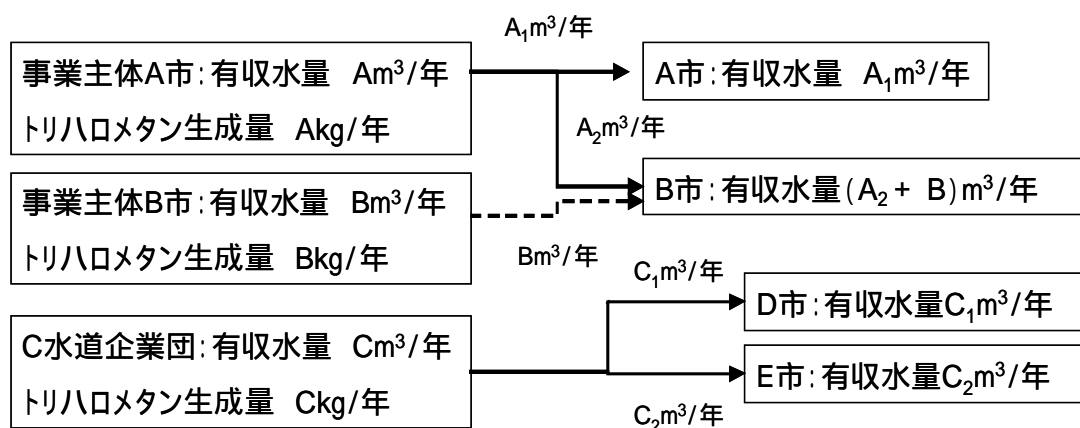 A₁m³/年
事業主体A市:有収水量 Am³/年
トリハロメタン生成量 Akg/年
A市:有収水量 A₁m³/年
A₂m³/年
事業主体B市:有収水量 Bm³/年
トリハロメタン生成量 Bkg/年
B市:有収水量(A₂ + B)m³/年
Bm³/年
C₁m³/年
D市:有収水量C₁m³/年
C水道企業団:有収水量 Cm³/年
トリハロメタン生成量 Ckg/年
E市:有収水量C₂m³/年
C₂m³/年